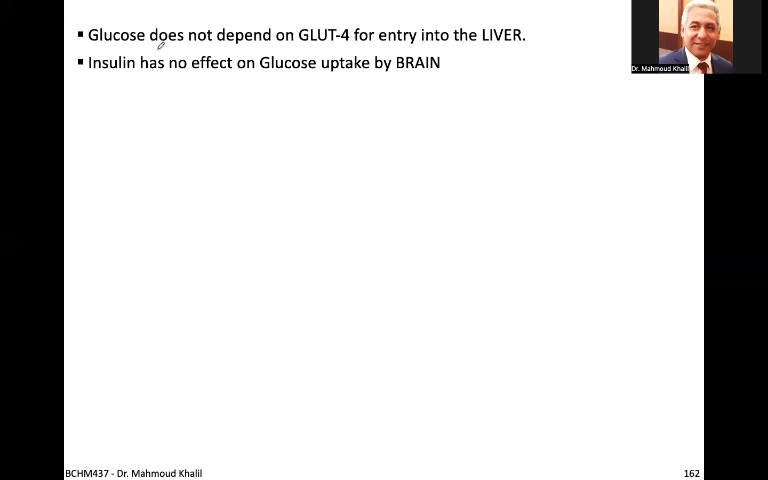 ▪ Glucose does not depend on GLUT-4 for entry into the LIVER.
▪ Insulin has no effect on Glucose uptake by BRAIN
Dr. Mahmoud Khalil
BCHM437 - Dr. Mahmoud Khalil
162